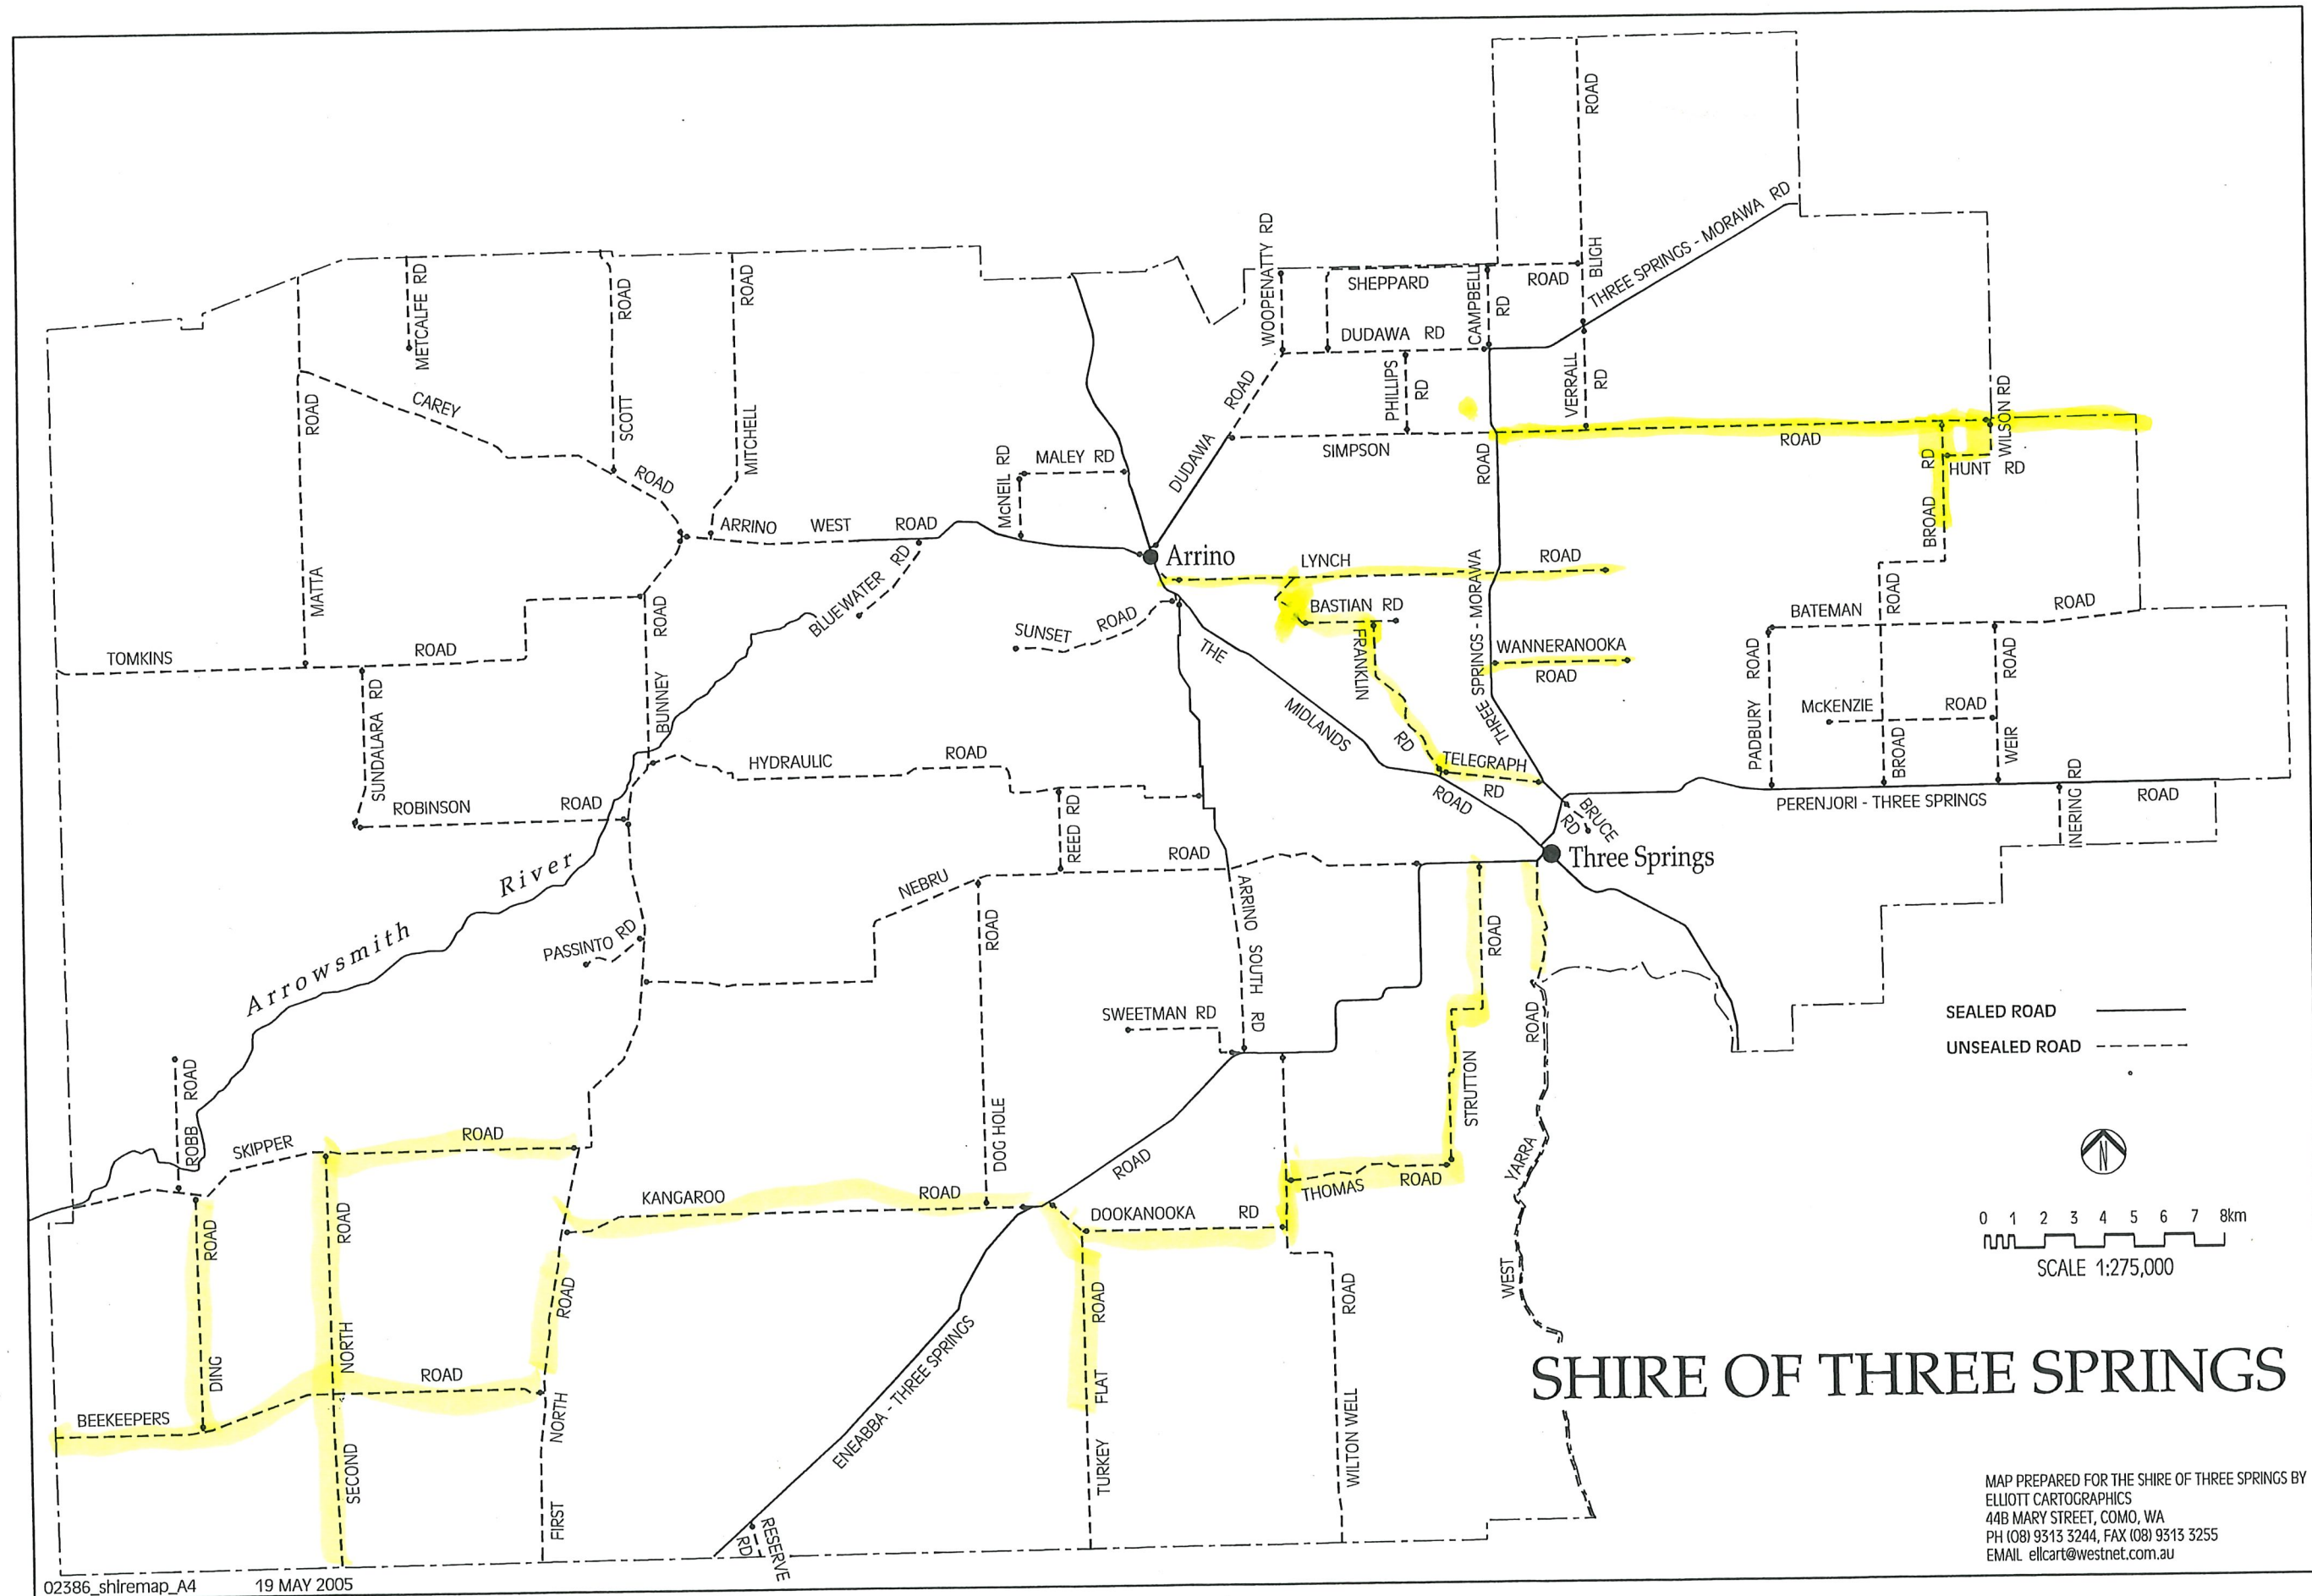 ROAD
THREE SPRINGS - MORAWA RD
BLIGH
WOOPENATTY RD
SHEPPARD
ROAD
CAMPBELL
RD
DUDAWA RD
METCALFE RD
ROAD
SCOTT
ROAD
MITCHELL
ROAD
MATTA
CAREY
ROAD
PHILLIPS
RD
VERRALL
RD
WILSON RD
DUDAWA ROAD
SIMPSON
ROAD
HUNT RD
RD
BROAD
McNEIL RD
MALEY RD
ARRINO WEST ROAD
BLUEWATER RD
Arrino
LYNCH
ROAD
ROAD
THREE SPRINGS - MORAWA
THREE
BASTIAN RD
FRANKLIN
RD
SUNSET ROAD
THE
MIDLANDS
ROAD
WANNERANOOKA
ROAD
TELEGRAPH
RD
BATEMAN
ROAD
ROAD
BROAD
PADBURY ROAD
McKENZIE
ROAD
ROAD
WEIR
TOMKINS
ROAD
SUNDALARA RD
ROAD
BUNNEY
HYDRAULIC
ROAD
ROBINSON
ROAD
REED RD
BRUCE
RD
PERENJORI - THREE SPRINGS
ROAD
INERING RD
Three Springs
Arrowsmith River
NEBRU
ROAD
ARRINO SOUTH RD
PASSINTO RD
ROAD
DOG HOLE
SWEETMAN RD
ROAD
STRUTTON
ROAD
YARRA
WEST
SEALED ROAD
UNSEALED ROAD
ROAD
ROBB
SKIPPER
ROAD
KANGAROO
ROAD
ROAD
DOOKANOOKA RD
THOMAS ROAD
ROAD
DING
ROAD
NORTH
SECOND
ROAD
NORTH
FIRST
BEEKEEPERS
ROAD
ENEABBA - THREE SPRINGS
ROAD
FLAT
TURKEY
ROAD
WILTON WELL
RESERVE
RD
N
0 1 2 3 4 5 6 7 8km
SCALE 1:275,000
SHIRE OF THREE SPRINGS
MAP PREPARED FOR THE SHIRE OF THREE SPRINGS BY
ELLIOTT CARTOGRAPHICS
44B MARY STREET, COMO, WA
PH (08) 9313 3244, FAX (08) 9313 3255
EMAIL ellcart@westnet.com.au
02386_shiremap_A4
19 MAY 2005